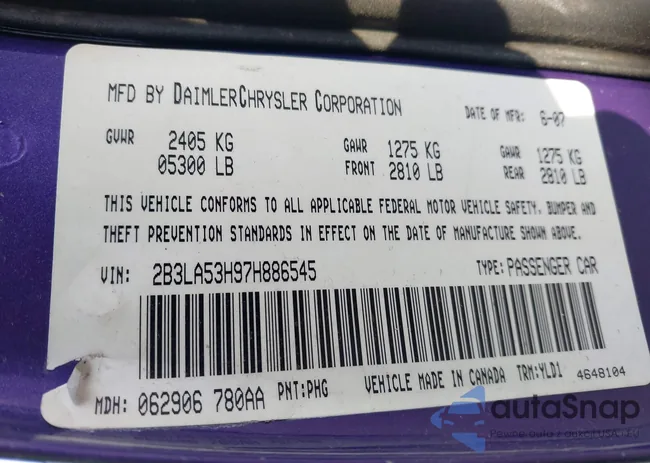 MFD BY DAIMLERCHRYSLER CORPORATION DATE OF MFR: 6-07
GVWR 2405 KG GAWR 1275 KG GAWR 1275 KG
05300 LB FRONT 2810 LB REAR 2810 LB
THIS VEHICLE CONFORMS TO ALL APPLICABLE FEDERAL MOTOR VEHICLE SAFETY, BUMPER AND
THEFT PREVENTION STANDARDS IN EFFECT ON THE DATE OF MANUFACTURE SHOWN ABOVE.
VIN: 2B3LA53H97H886545 TYPE: PASSENGER CAR
MDH: 062906 780AA PNT:PHG VEHICLE MADE IN CANADA TRM:YLD1 4648104
autaSnap
Pewne auta z